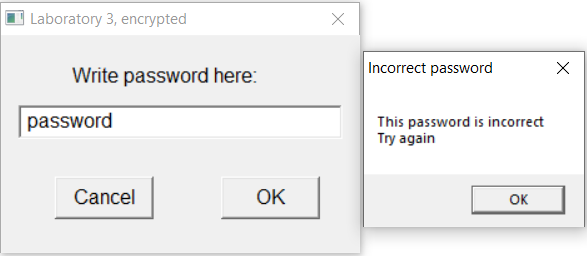 Laboratory 3, encrypted
Write password here:
password
Cancel
OK
Incorrect password
This password is incorrect
Try again
OK